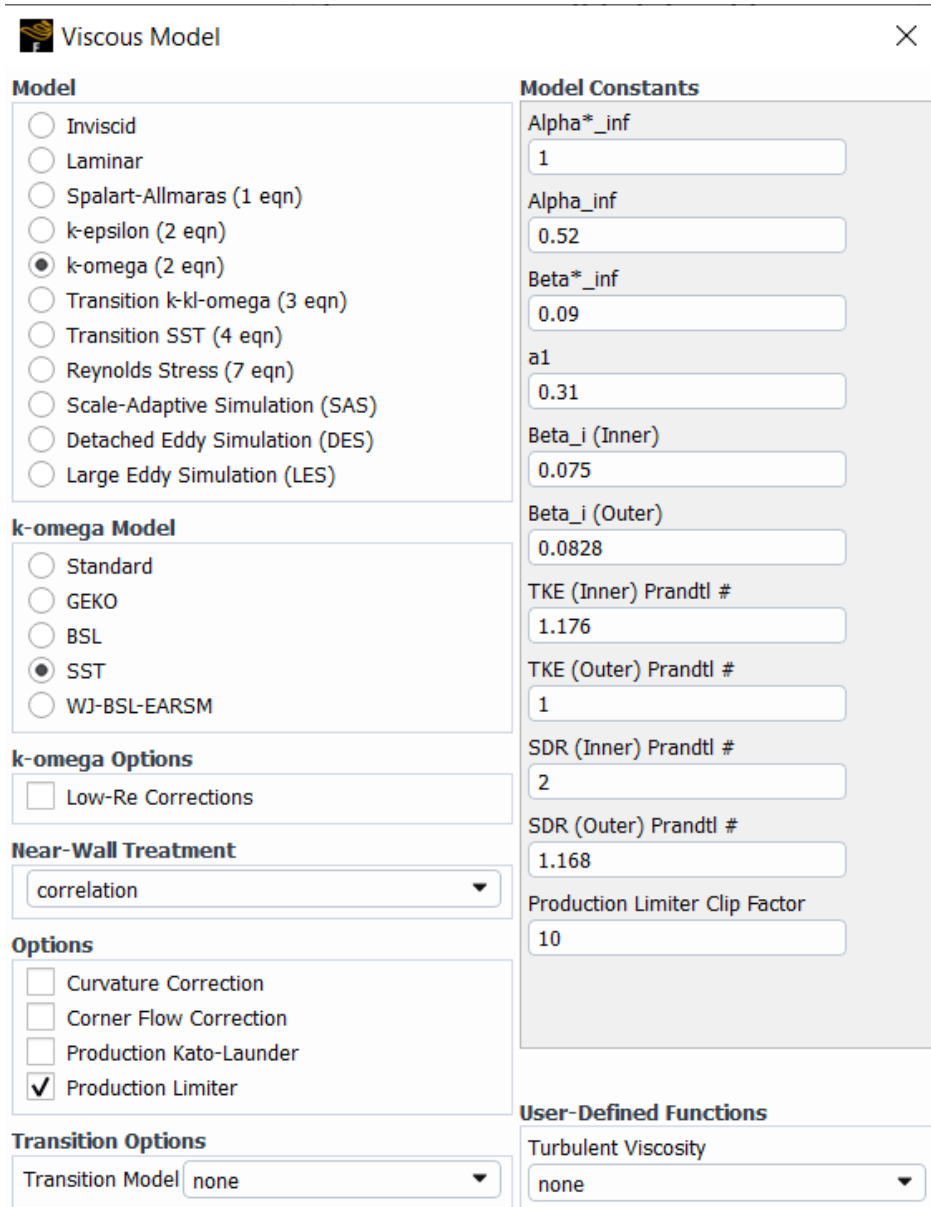 Viscous Model
Model
Inviscid
Laminar
Spalart-Allmaras (1 eqn)
k-epsilon (2 eqn)
k-omega (2 eqn)
Transition k-kl-omega (3 eqn)
Transition SST (4 eqn)
Reynolds Stress (7 eqn)
Scale-Adaptive Simulation (SAS)
Detached Eddy Simulation (DES)
Large Eddy Simulation (LES)
k-omega Model
Standard
GEKO
BSL
SST
WJ-BSL-EARSM
k-omega Options
Low-Re Corrections
Near-Wall Treatment
correlation
Options
Curvature Correction
Corner Flow Correction
Production Kato-Launder
Production Limiter
Transition Options
Transition Model none
Model Constants
Alpha*_inf
1
Alpha_inf
0.52
Beta*_inf
0.09
a1
0.31
Beta_i (Inner)
0.075
Beta_i (Outer)
0.0828
TKE (Inner) Prandtl #
1.176
TKE (Outer) Prandtl #
1
SDR (Inner) Prandtl #
2
SDR (Outer) Prandtl #
1.168
Production Limiter Clip Factor
10
User-Defined Functions
Turbulent Viscosity
none